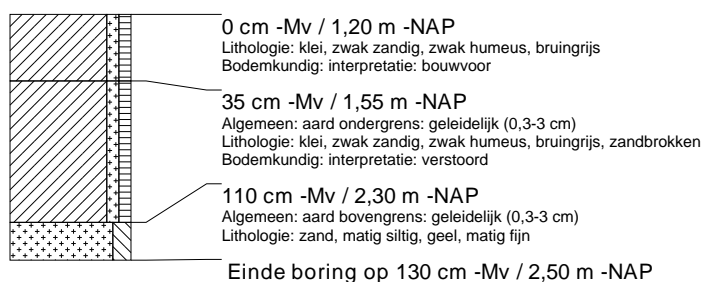 0 cm -Mv / 1,20 m -NAP
Lithologie: klei, zwak zandig, zwak humeus, bruingrijs
Bodemkundig: interpretatie: bouwvoor
35 cm -Mv / 1,55 m -NAP
Algemeen: aard ondergrens: geleidelijk (0,3-3 cm)
Lithologie: klei, zwak zandig, zwak humeus, bruingrijs, zandbrokken
Bodemkundig: interpretatie: verstoord
110 cm -Mv / 2,30 m -NAP
Algemeen: aard bovengrens: geleidelijk (0,3-3 cm)
Lithologie: zand, matig siltig, geel, matig fijn
Einde boring op 130 cm -Mv / 2,50 m -NAP